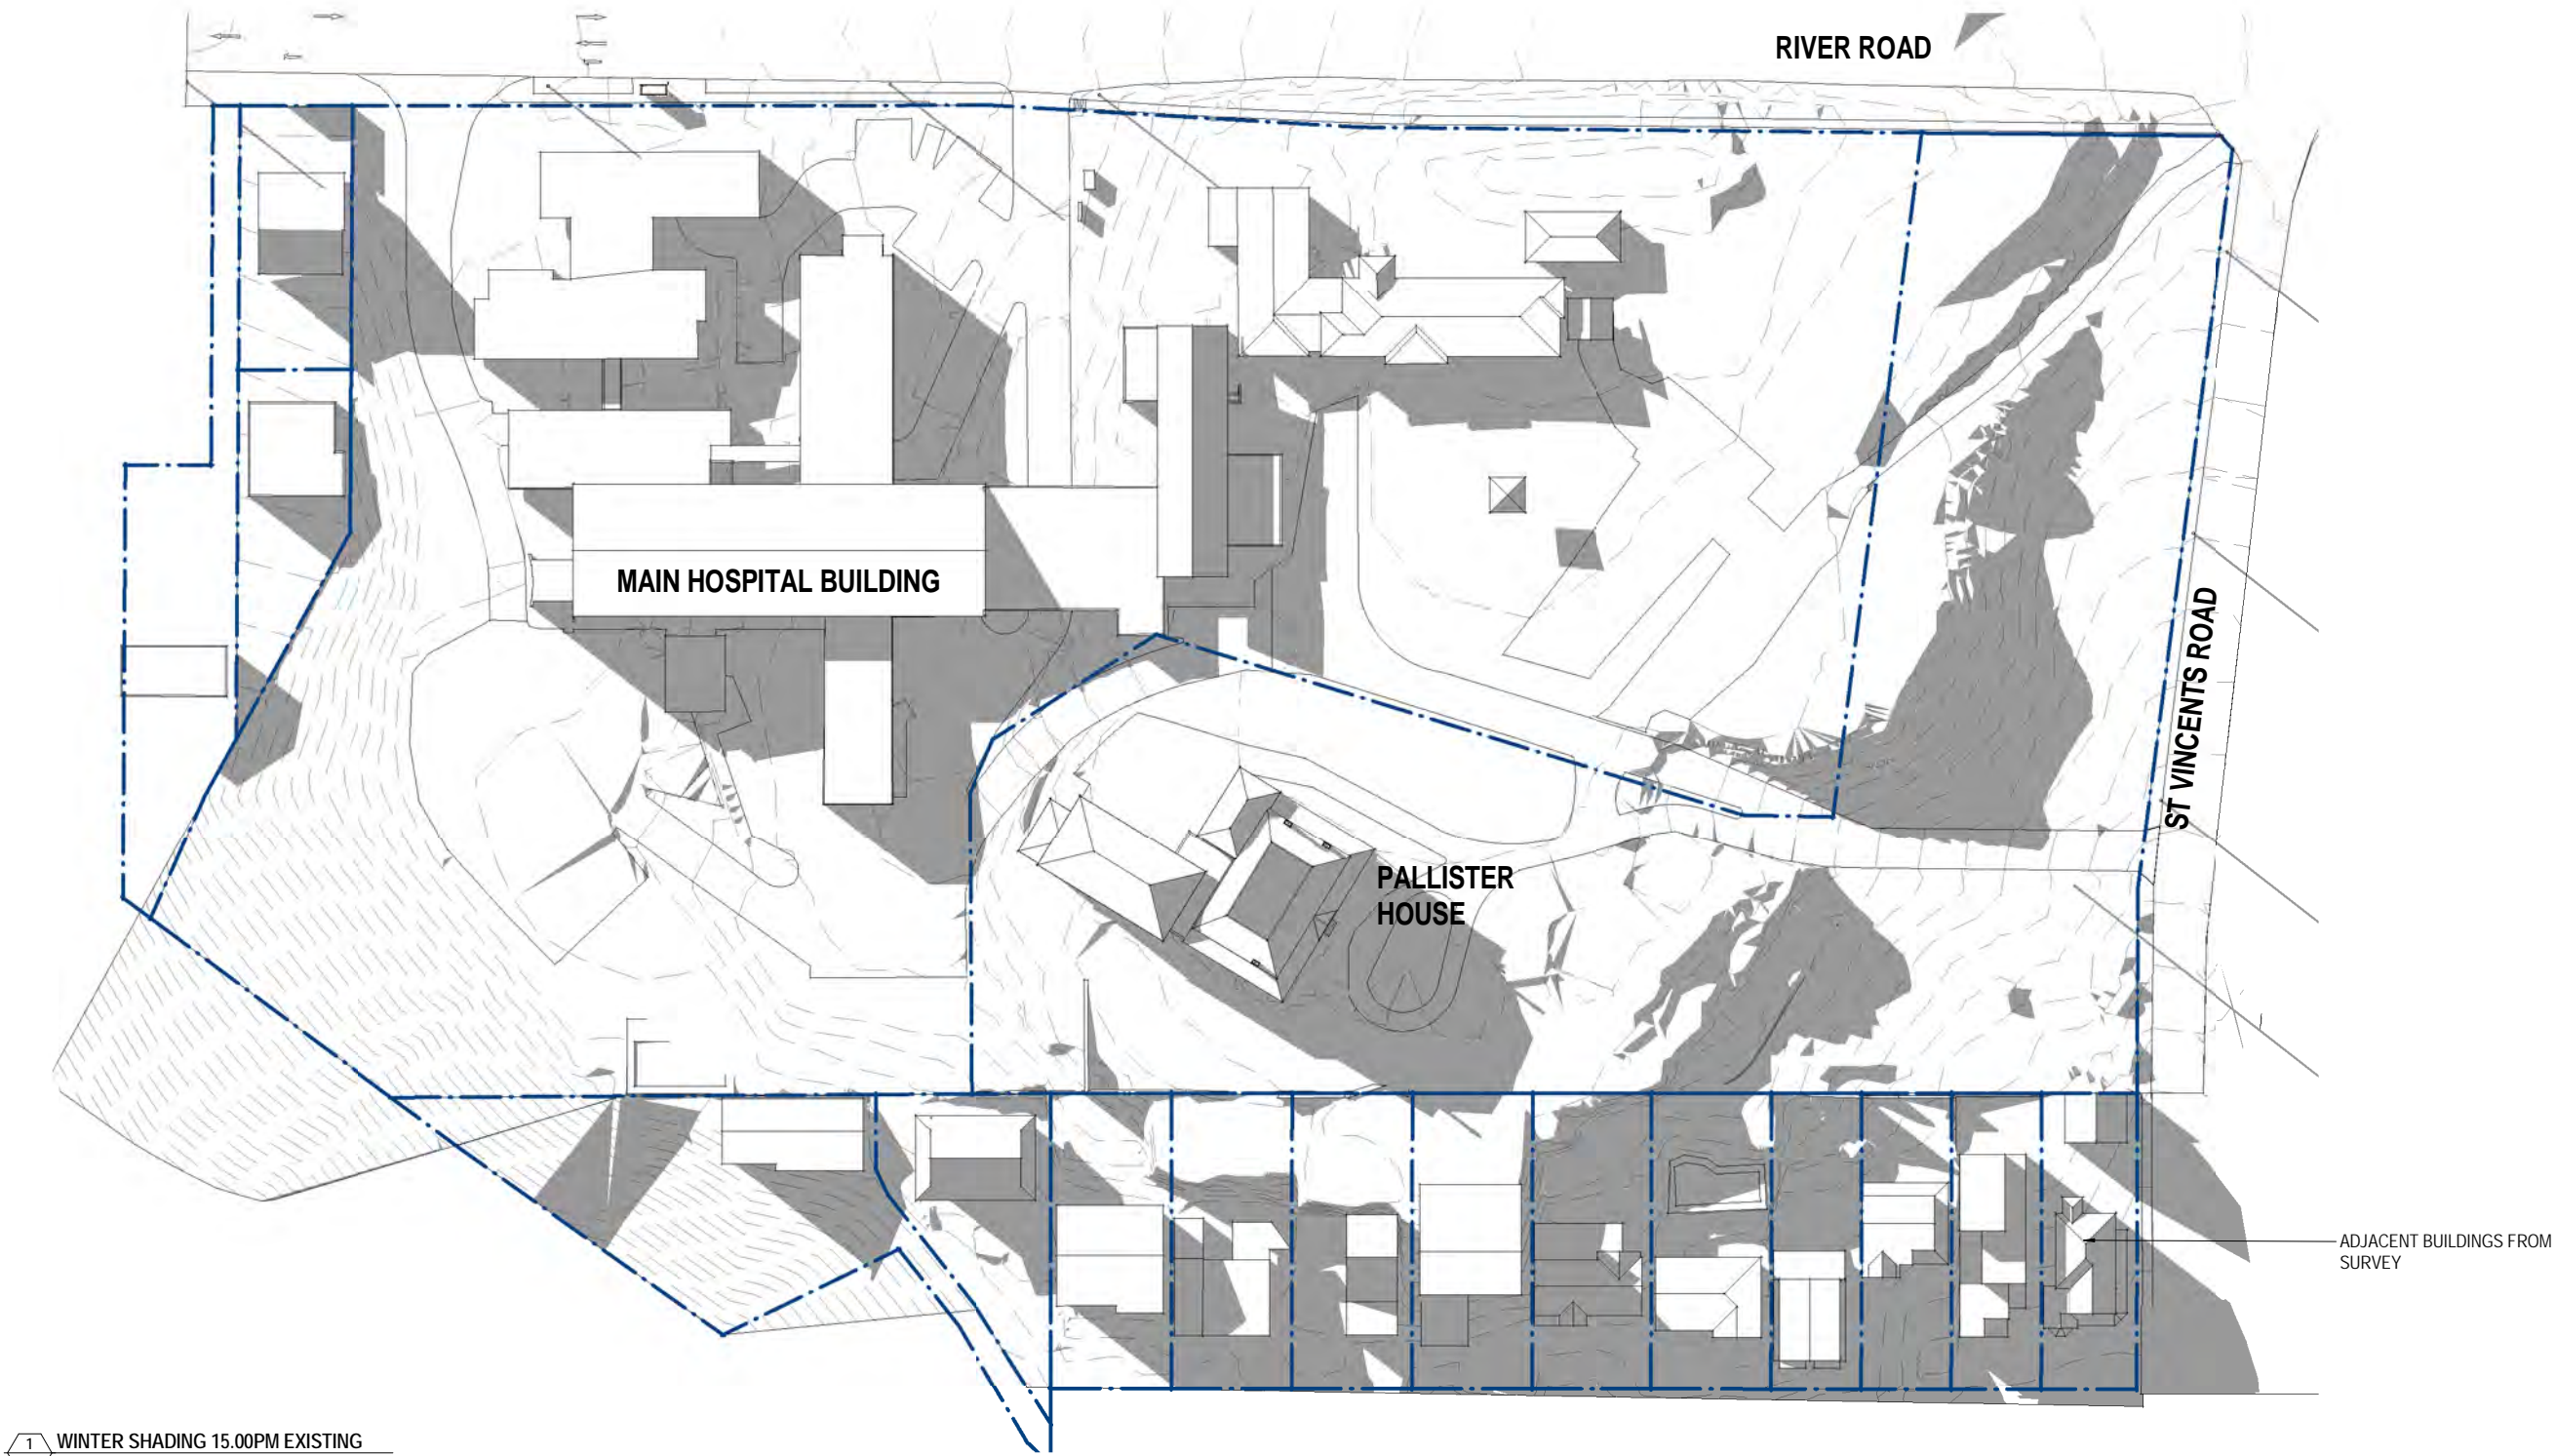 RIVER ROAD
MAIN HOSPITAL BUILDING
ST VINCENTS ROAD
PALLISTER
HOUSE
ADJACENT BUILDINGS FROM
SURVEY
1 WINTER SHADING 15.00PM EXISTING